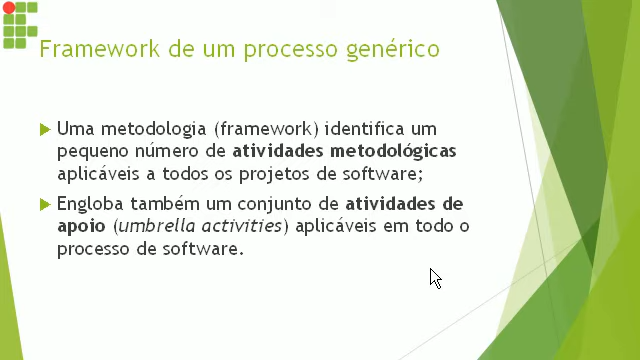 Framework de um processo genérico
Uma metodologia (framework) identifica um
pequeno número de atividades metodológicas
aplicáveis a todos os projetos de software;
Engloba também um conjunto de atividades de
apoio (umbrella activities) aplicáveis em todo o
processo de software.